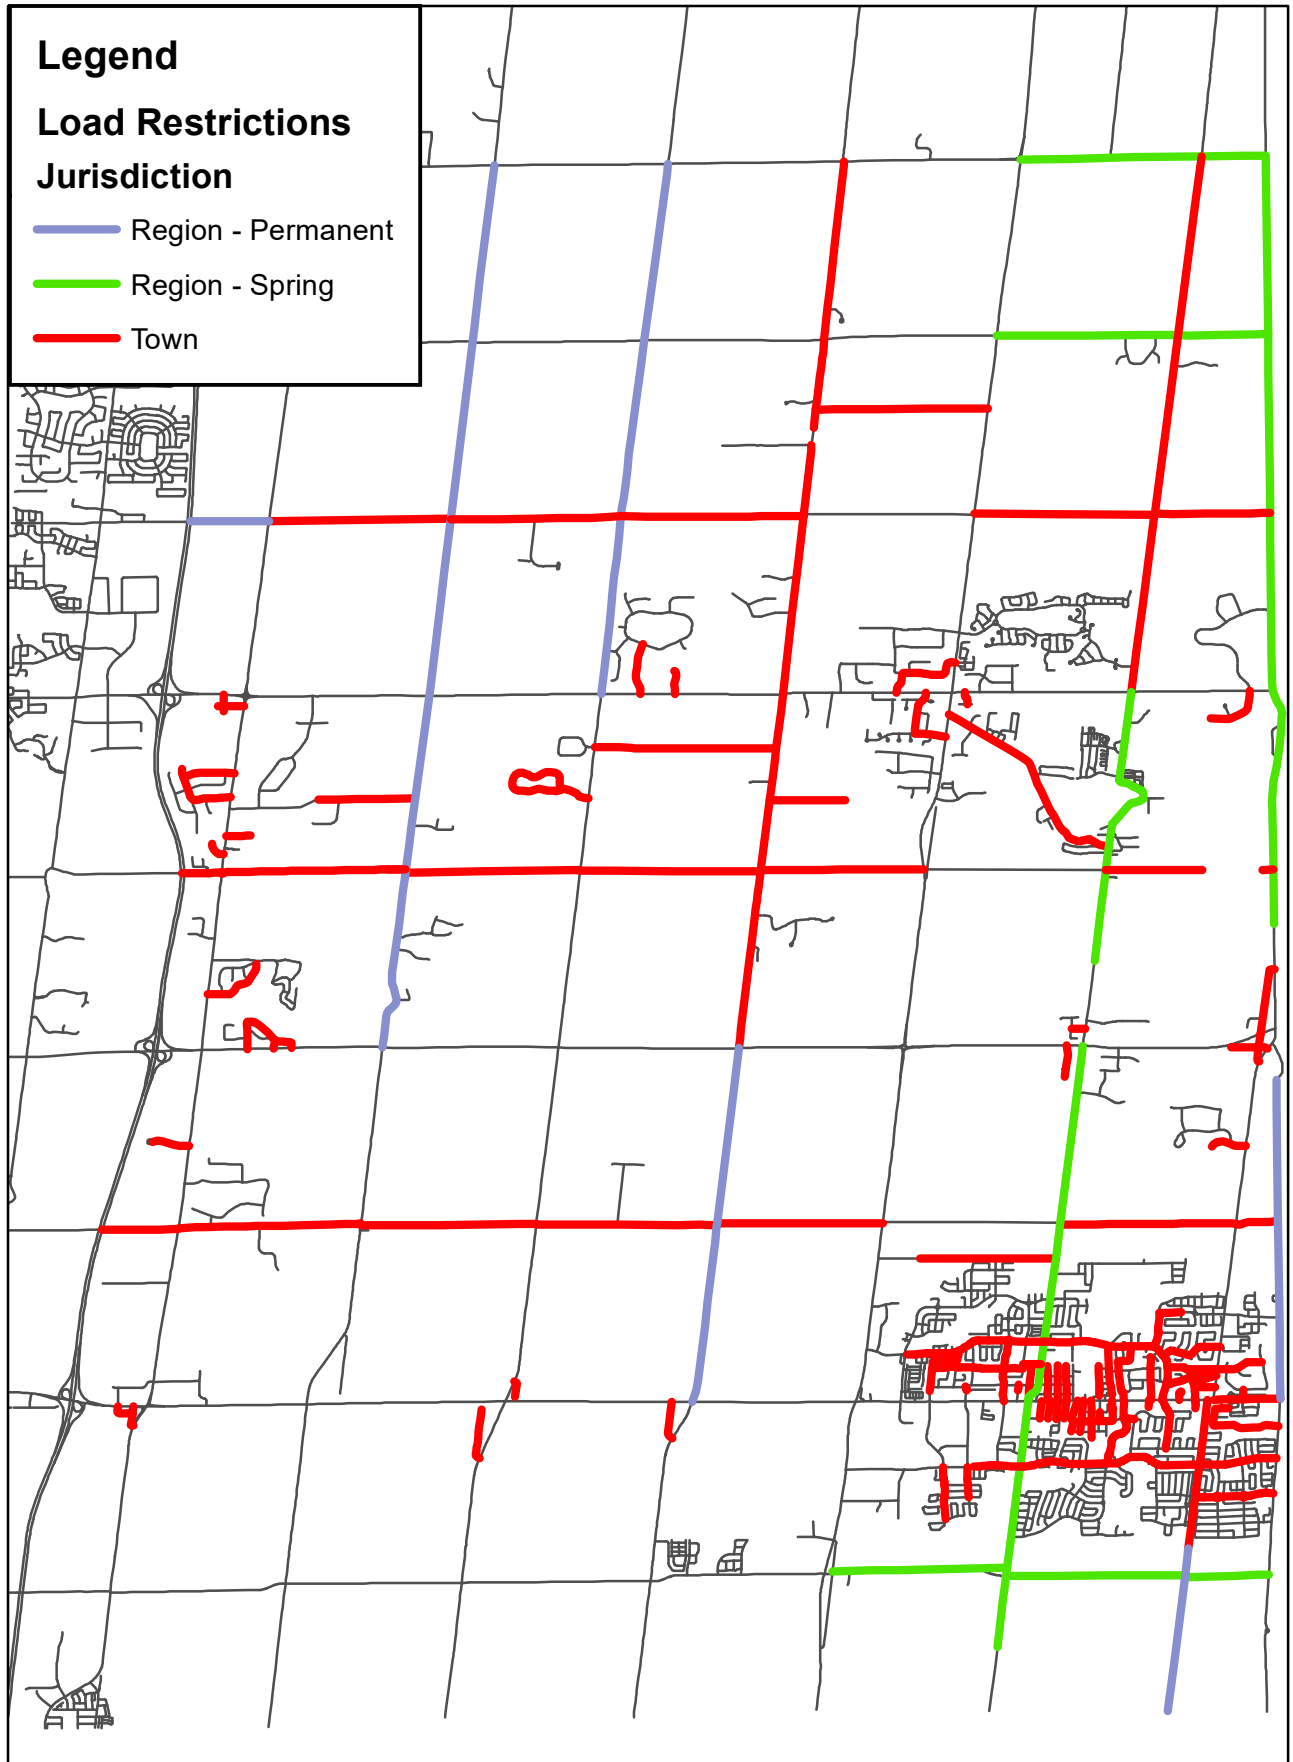 Legend
Load Restrictions
Jurisdiction
Region - Permanent
Region - Spring
Town